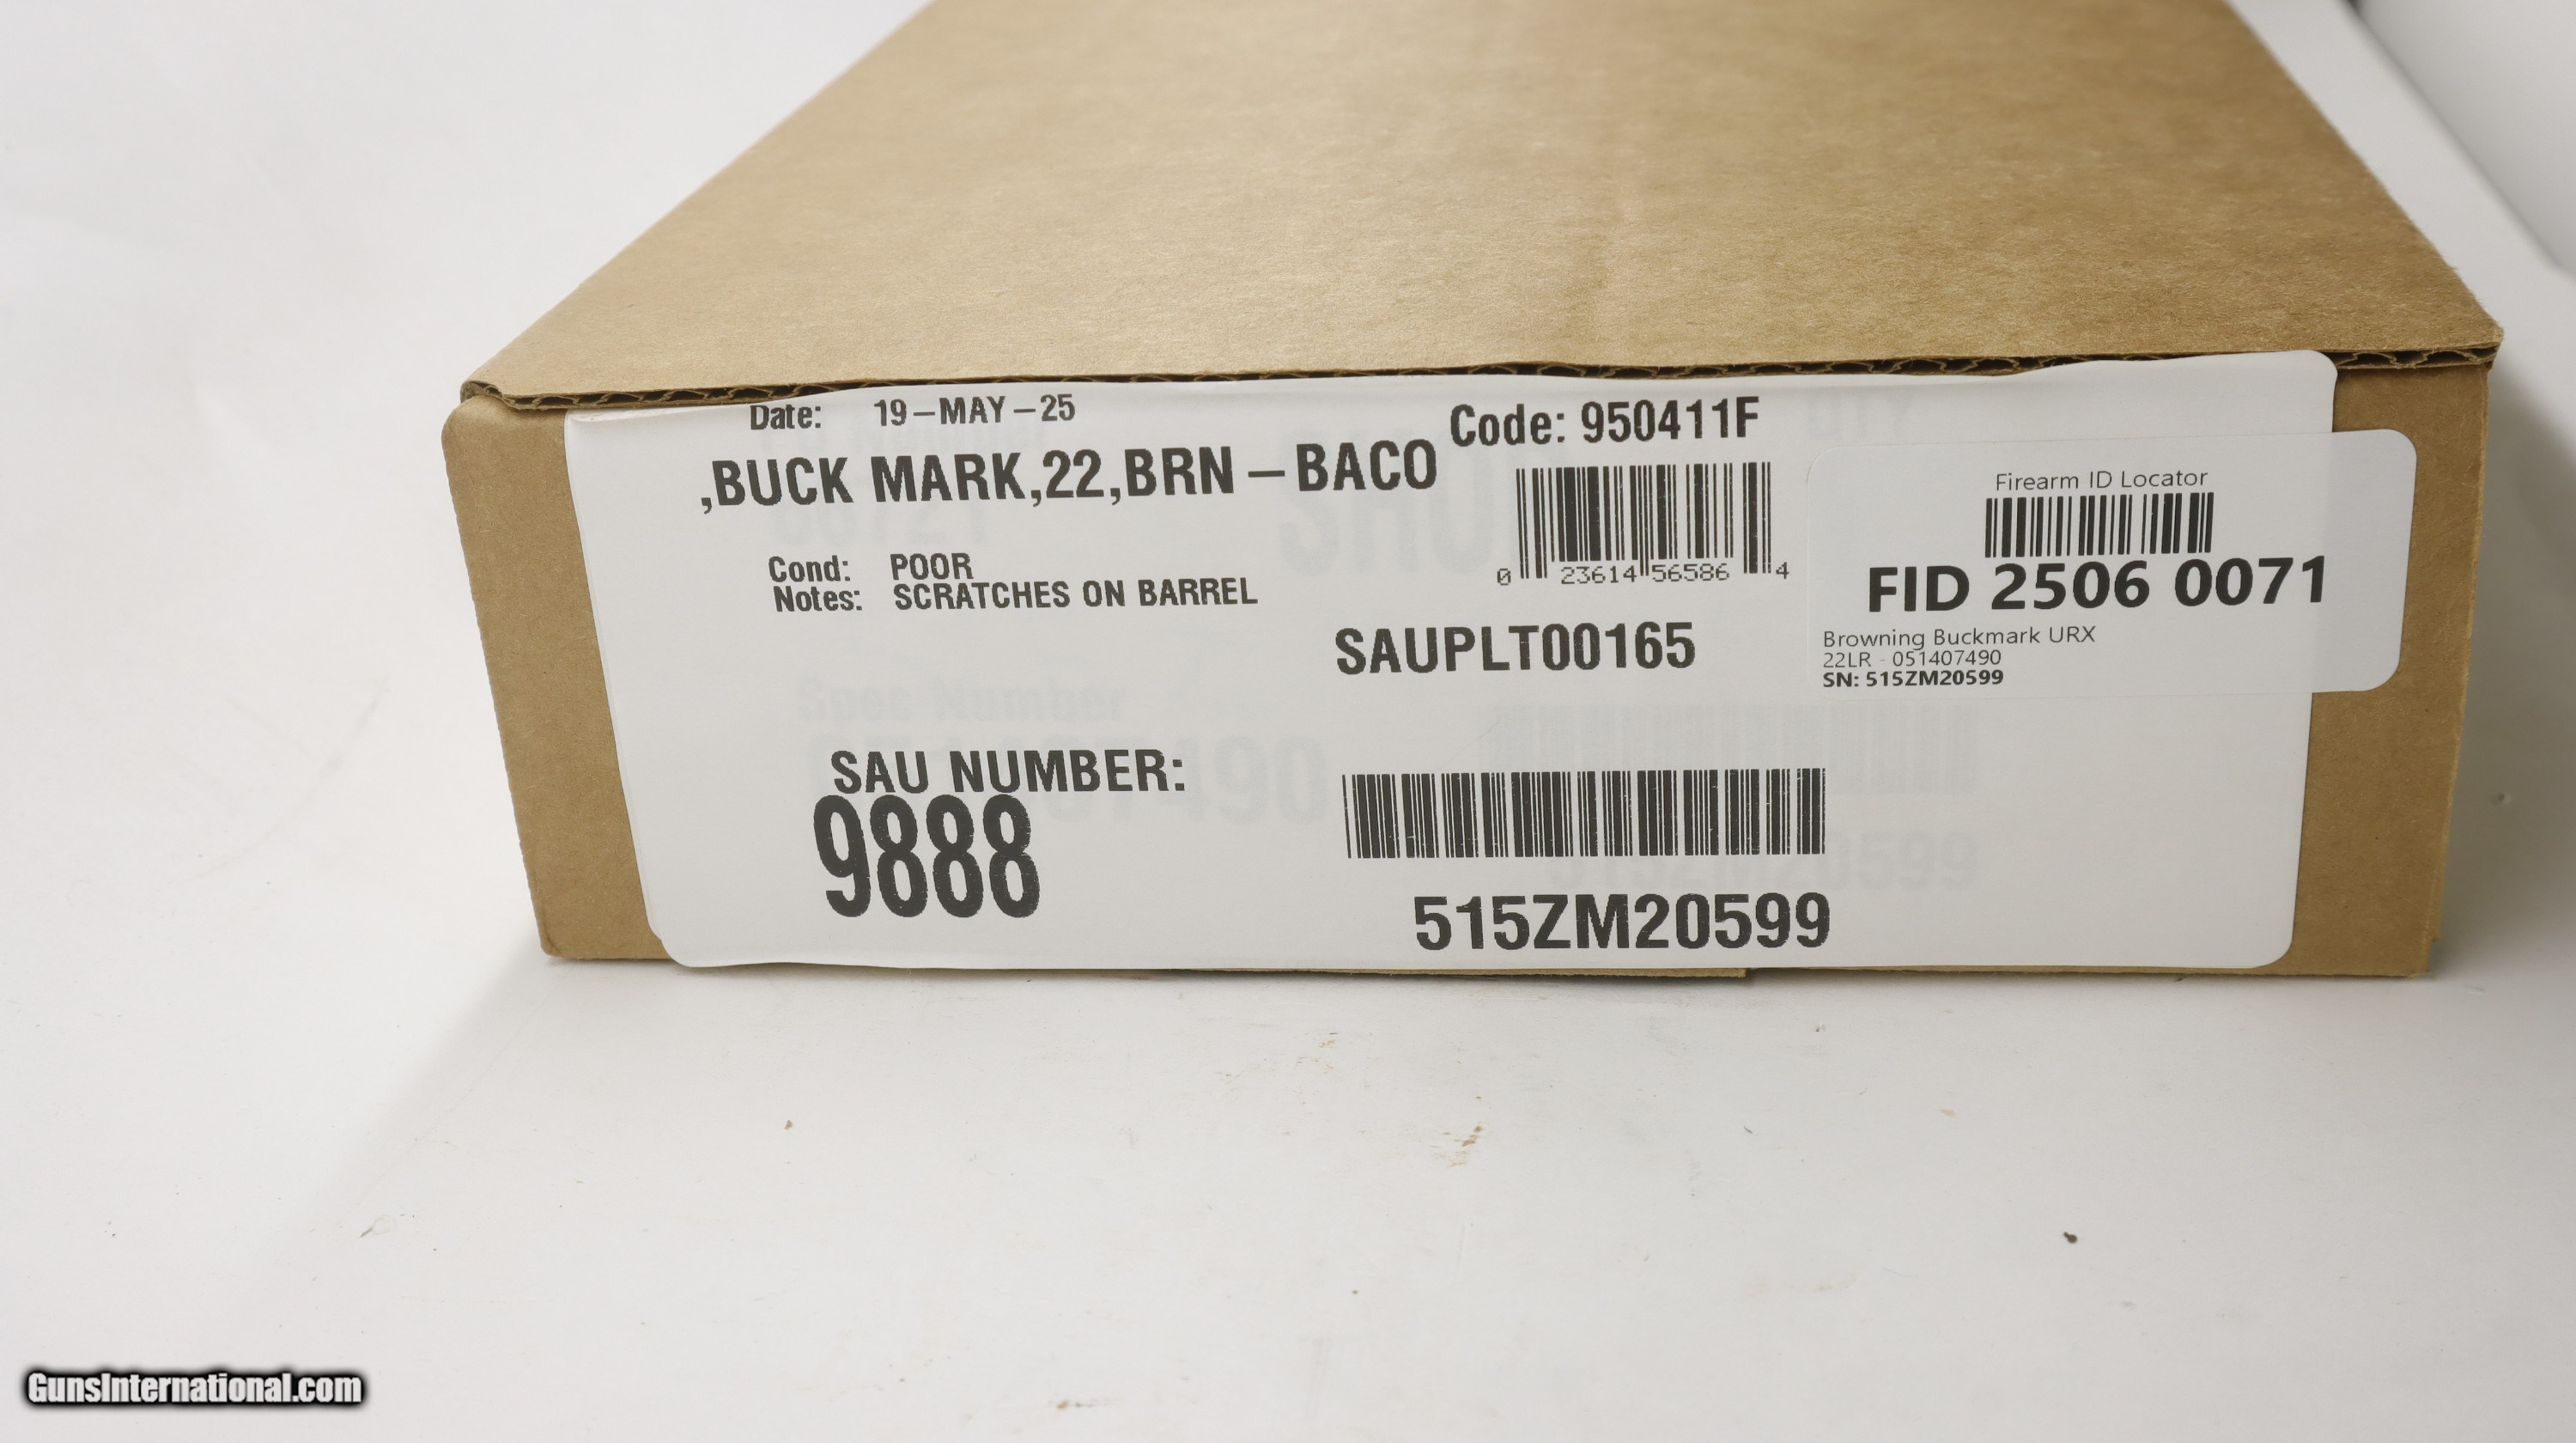 Date: 19-MAY-25
Code: 950411F
,BUCK MARK,22,BRN-BACO
0 23614 56586 4
Cond: POOR
Notes: SCRATCHES ON BARREL
SAUPLT00165
SAU NUMBER:
9888
515ZM20599
Firearm ID Locator
FID 2506 0071
Browning Buckmark URX
22LR - 051407490
SN: 515ZM20599
Spec Number
GunsInternational.com